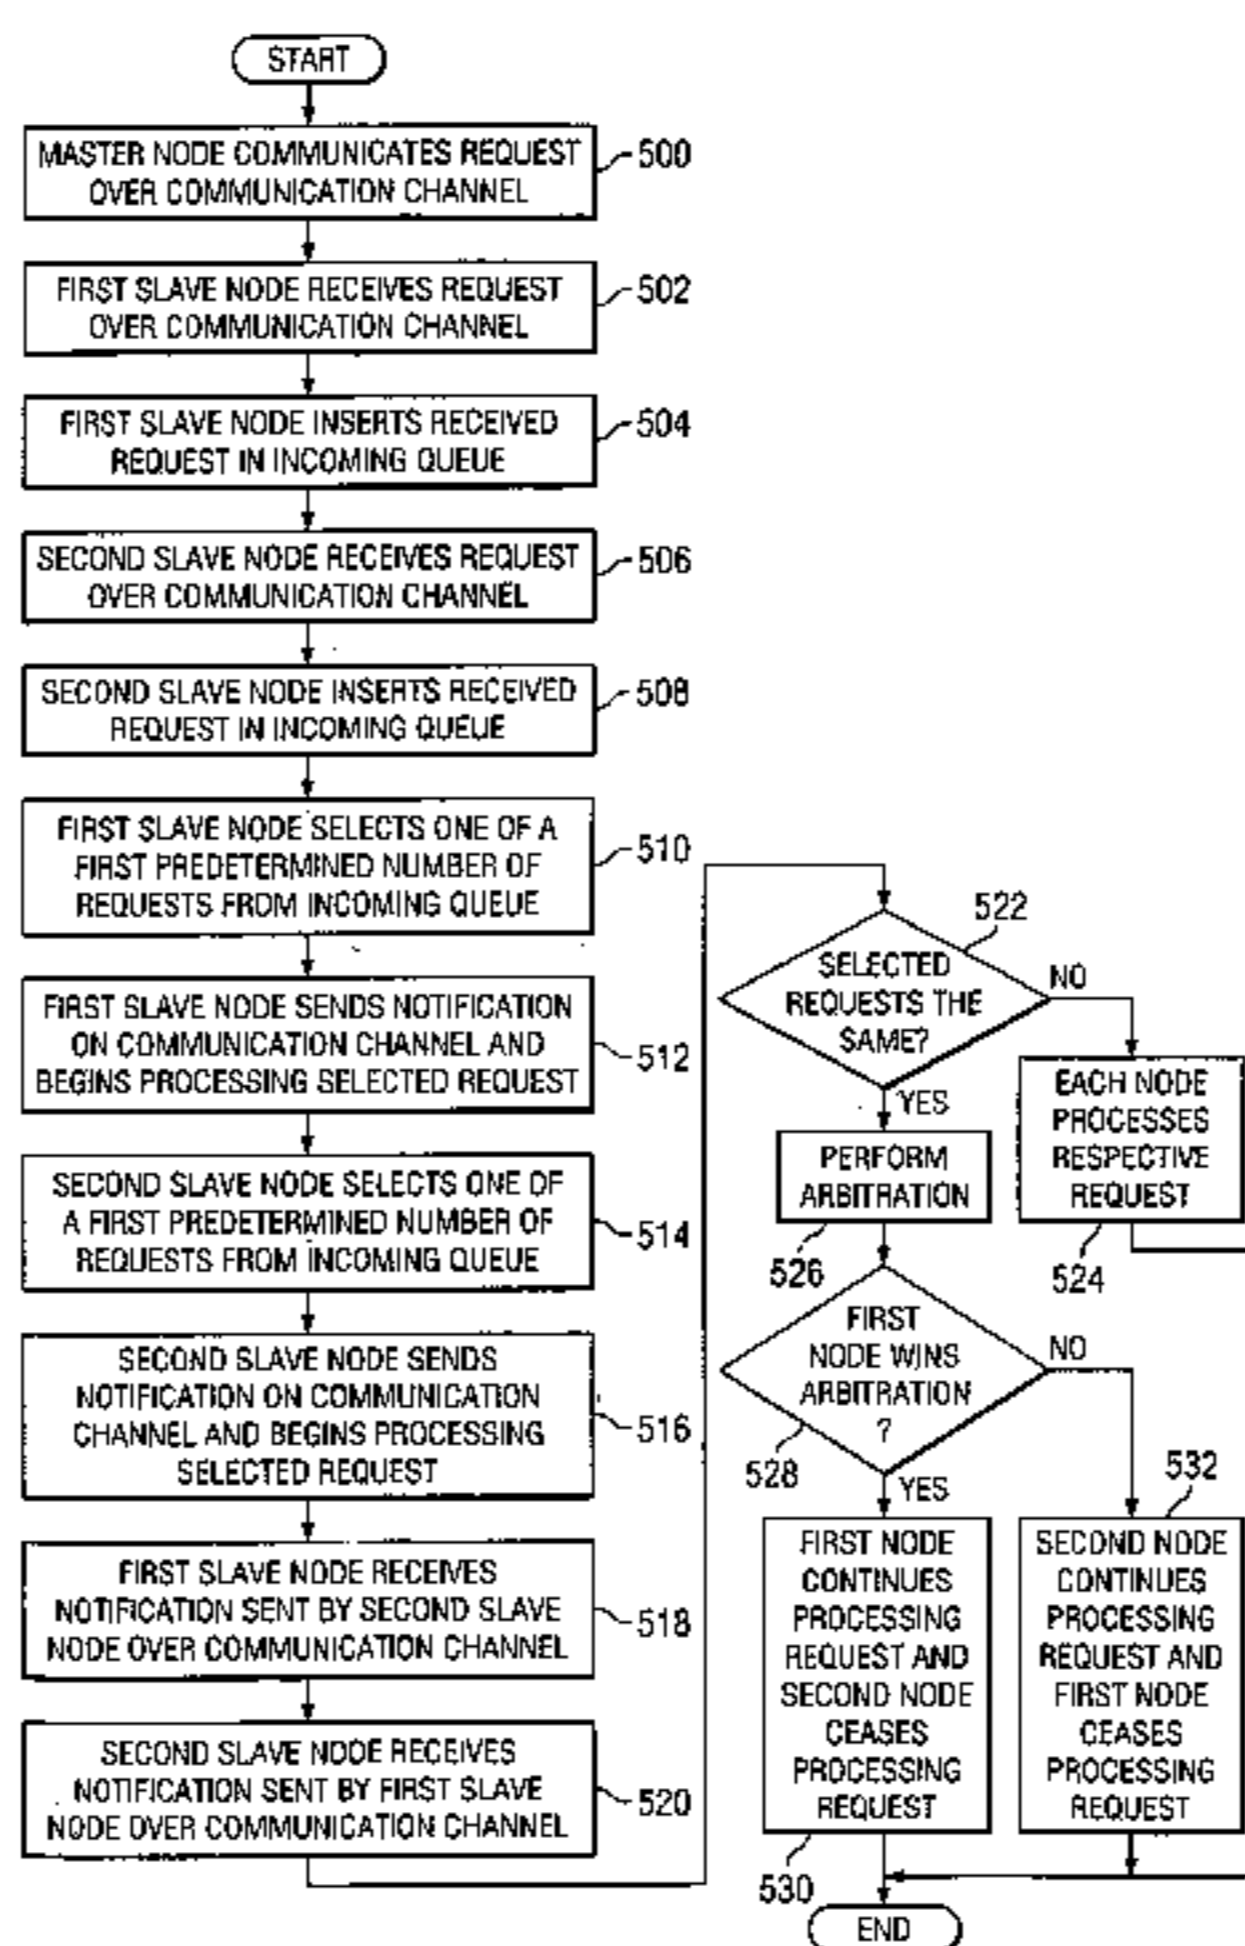 START
MASTER NODE COMMUNICATES REQUEST
OVER COMMUNICATION CHANNEL
500
FIRST SLAVE NODE RECEIVES REQUEST
OVER COMMUNICATION CHANNEL
502
FIRST SLAVE NODE INSERTS RECEIVED
REQUEST IN INCOMING QUEUE
504
SECOND SLAVE NODE RECEIVES REQUEST
OVER COMMUNICATION CHANNEL
506
SECOND SLAVE NODE INSERTS RECEIVED
REQUEST IN INCOMING QUEUE
508
FIRST SLAVE NODE SELECTS ONE OF A
FIRST PREDETERMINED NUMBER OF
REQUESTS FROM INCOMING QUEUE
510
FIRST SLAVE NODE SENDS NOTIFICATION
ON COMMUNICATION CHANNEL AND
BEGINS PROCESSING SELECTED REQUEST
512
SECOND SLAVE NODE SELECTS ONE OF
A FIRST PREDETERMINED NUMBER OF
REQUESTS FROM INCOMING QUEUE
514
SECOND SLAVE NODE SENDS
NOTIFICATION ON COMMUNICATION
CHANNEL AND BEGINS PROCESSING
SELECTED REQUEST
516
FIRST SLAVE NODE RECEIVES
NOTIFICATION SENT BY SECOND SLAVE
NODE OVER COMMUNICATION CHANNEL
518
SECOND SLAVE NODE RECEIVES
NOTIFICATION SENT BY FIRST SLAVE
NODE OVER COMMUNICATION CHANNEL
520
522
SELECTED
REQUESTS THE
SAME?
NO
YES
EACH NODE
PROCESSES
RESPECTIVE
REQUEST
524
PERFORM
ARBITRATION
526
FIRST
NODE WINS
ARBITRATION
?
528
NO
YES
532
FIRST NODE
CONTINUES
PROCESSING
REQUEST AND
SECOND NODE
CEASES
PROCESSING
REQUEST
530
SECOND NODE
CONTINUES
PROCESSING
REQUEST AND
FIRST NODE
CEASES
PROCESSING
REQUEST
END